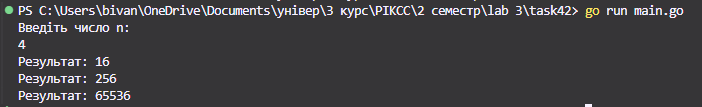 PS C:\Users\bivan\OneDrive\Documents\універ\3 курс\РІКСС\2 семестр\lab 3\task42> go run main.go
Введіть число n:
4
Результат: 16
Результат: 256
Результат: 65536